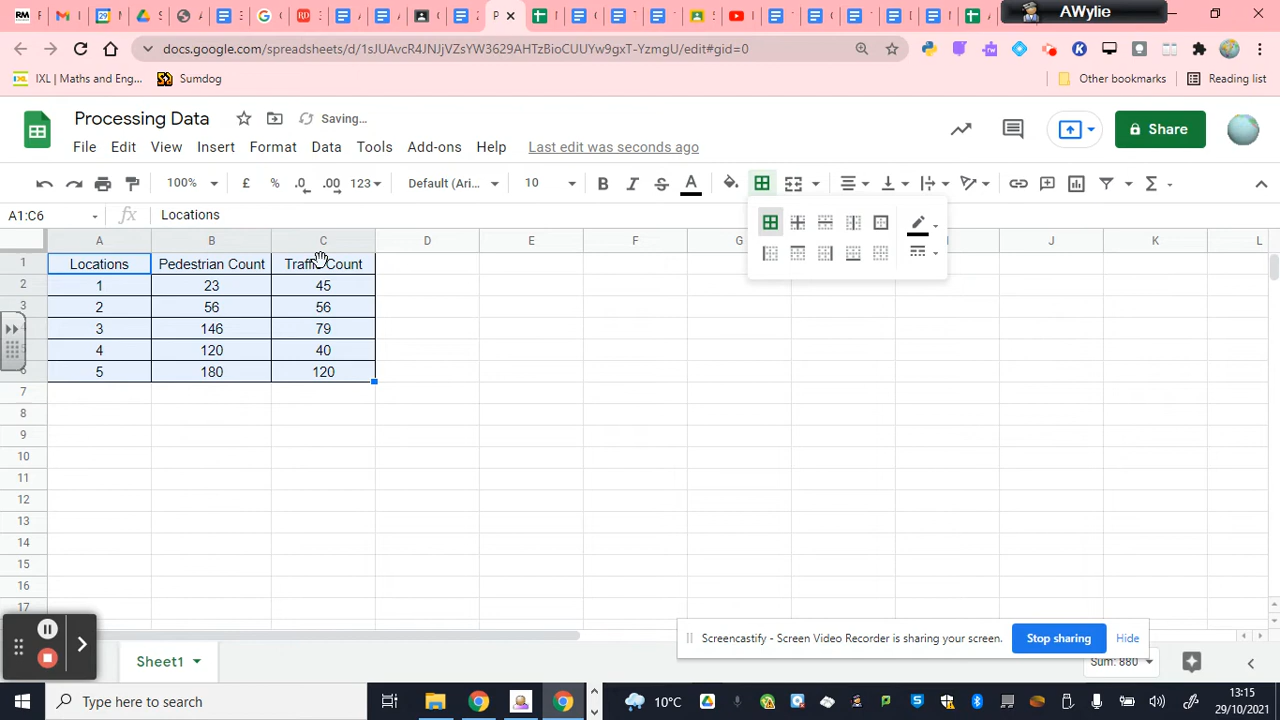 RM
A
C
P
T
C
AWylie
docs.google.com/spreadsheets/d/1sJUAvcR4JNJjVZsYW3629AHTzBioCUUYw9gxT-YzmgU/edit#gid=0
IXL | Maths and Eng...
Sumdog
Other bookmarks
Reading list
Processing Data
Saving...
File Edit View Insert Format Data Tools Add-ons Help Last edit was seconds ago
Share
100% £ % .0 .00 123 Default (Ari... 10 B I S A Σ
A1:C6 fx Locations
A B C D E F G J K L
1 Locations Pedestrian Count Traffic Count
2 1 23 45
3 2 56 56
3 146 79
4 120 40
6 5 180 120
7
8
9
10
11
12
13
14
15
16
17
Screencastify - Screen Video Recorder is sharing your screen. Stop sharing Hide
Sheet1
Sum: 880
Type here to search
10°C
13:15
29/10/2021